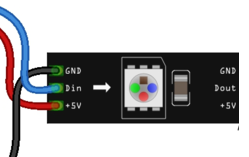 GND GND
Din Dout
+5V +5V